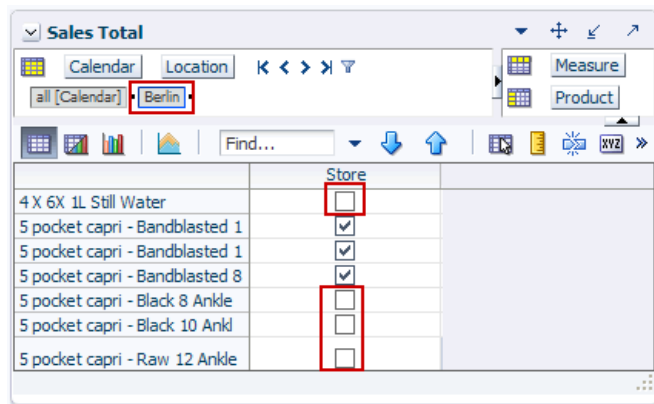 Sales Total
Calendar Location Measure
all [Calendar] Berlin Product
Find... XYZ
Store
4 X 6X 1L Still Water
5 pocket capri - Bandblasted 1
5 pocket capri - Bandblasted 1
5 pocket capri - Bandblasted 8
5 pocket capri - Black 8 Ankle
5 pocket capri - Black 10 Ankl
5 pocket capri - Raw 12 Ankle